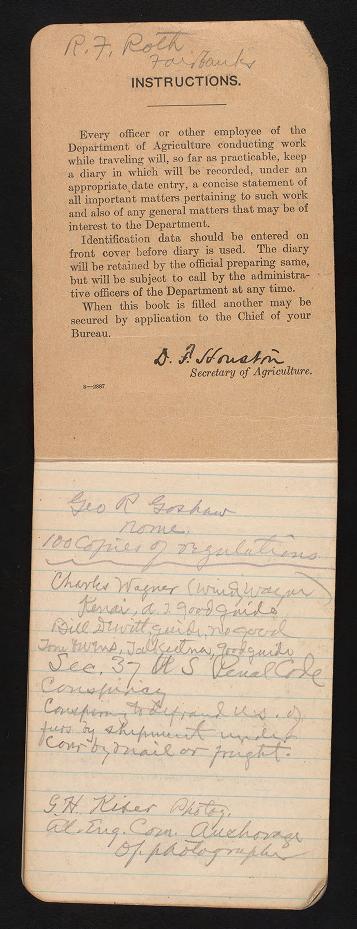 R. F. Roth
Fairbanks
INSTRUCTIONS.
Every officer or other employee of the
Department of Agriculture conducting work
while traveling will, so far as practicable, keep
a diary in which will be recorded, under an
appropriate date entry, a concise statement of
all important matters pertaining to such work
and also of any general matters that may be of
interest to the Department.
Identification data should be entered on
front cover before diary is used. The diary
will be retained by the official preparing same,
but will be subject to call by the administra-
tive officers of the Department at any time.
When this book is filled another may be
secured by application to the Chief of your
Bureau.
D. F. Houston
Secretary of Agriculture.
8—2887
Geo R Goshaw
Nome.
100 Copies of regulations
Charles Wagner (Windy Wagner)
Kenai, a. 1 good guide
Bill Dewitt, guide, no good
Tom Talkeetna, good guide
Sec. 37 U S Penal Code
Conspiracy
to defraud U.S. of
furs by shipment under
Cover by mail or freight.
G. H. Kiser Photog.
Al. Eng. Com. Anchorage
Of. photographer